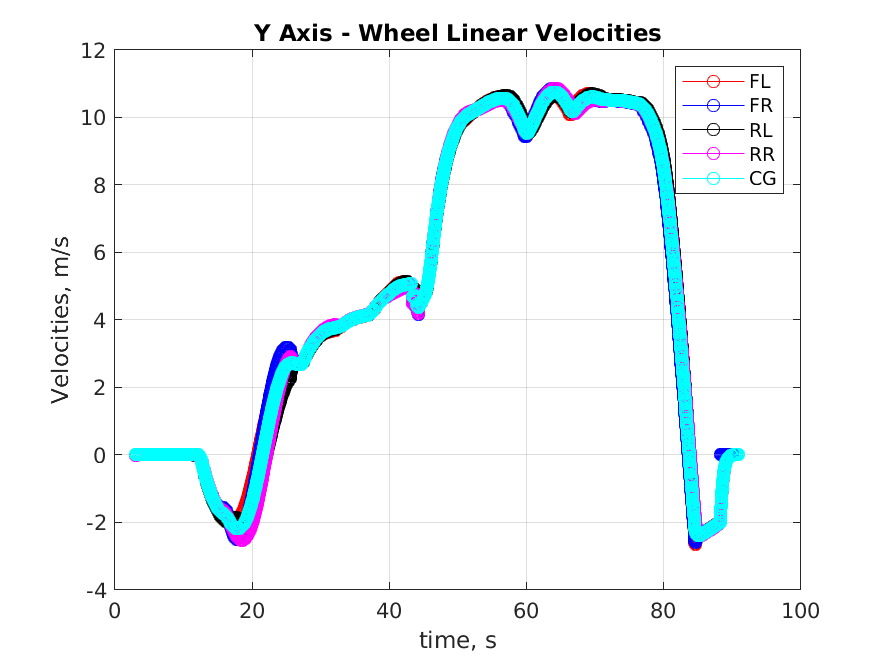 Y Axis - Wheel Linear Velocities
12
10
8
6
4
2
0
-2
-4
Velocities, m/s
FL
FR
RL
RR
CG
0 20 40 60 80 100
time, s